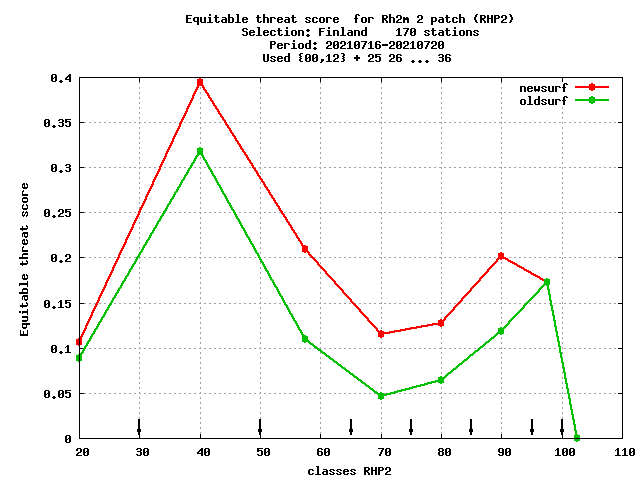 Equitable threat score  for Rh2m 2 patch (RHP2)
Selection: Finland    170 stations
Period: 20210716-20210720
Used {00,12} + 25 26 ... 36
newsurf
oldsurf
Equitable threat score
0.4
0.35
0.3
0.25
0.2
0.15
0.1
0.05
0
20 30 40 50 60 70 80 90 100 110
classes RHP2